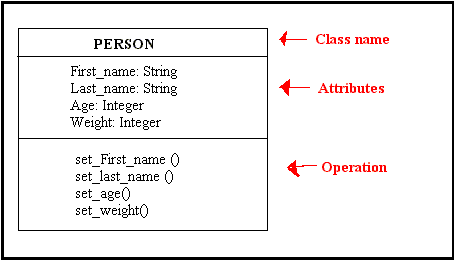 PERSON
Class name
First_name: String
Last_name: String
Attributes
Age: Integer
Weight: Integer
set_First_name ()
set_last_name ()
Operation
set_age()
set_weight()